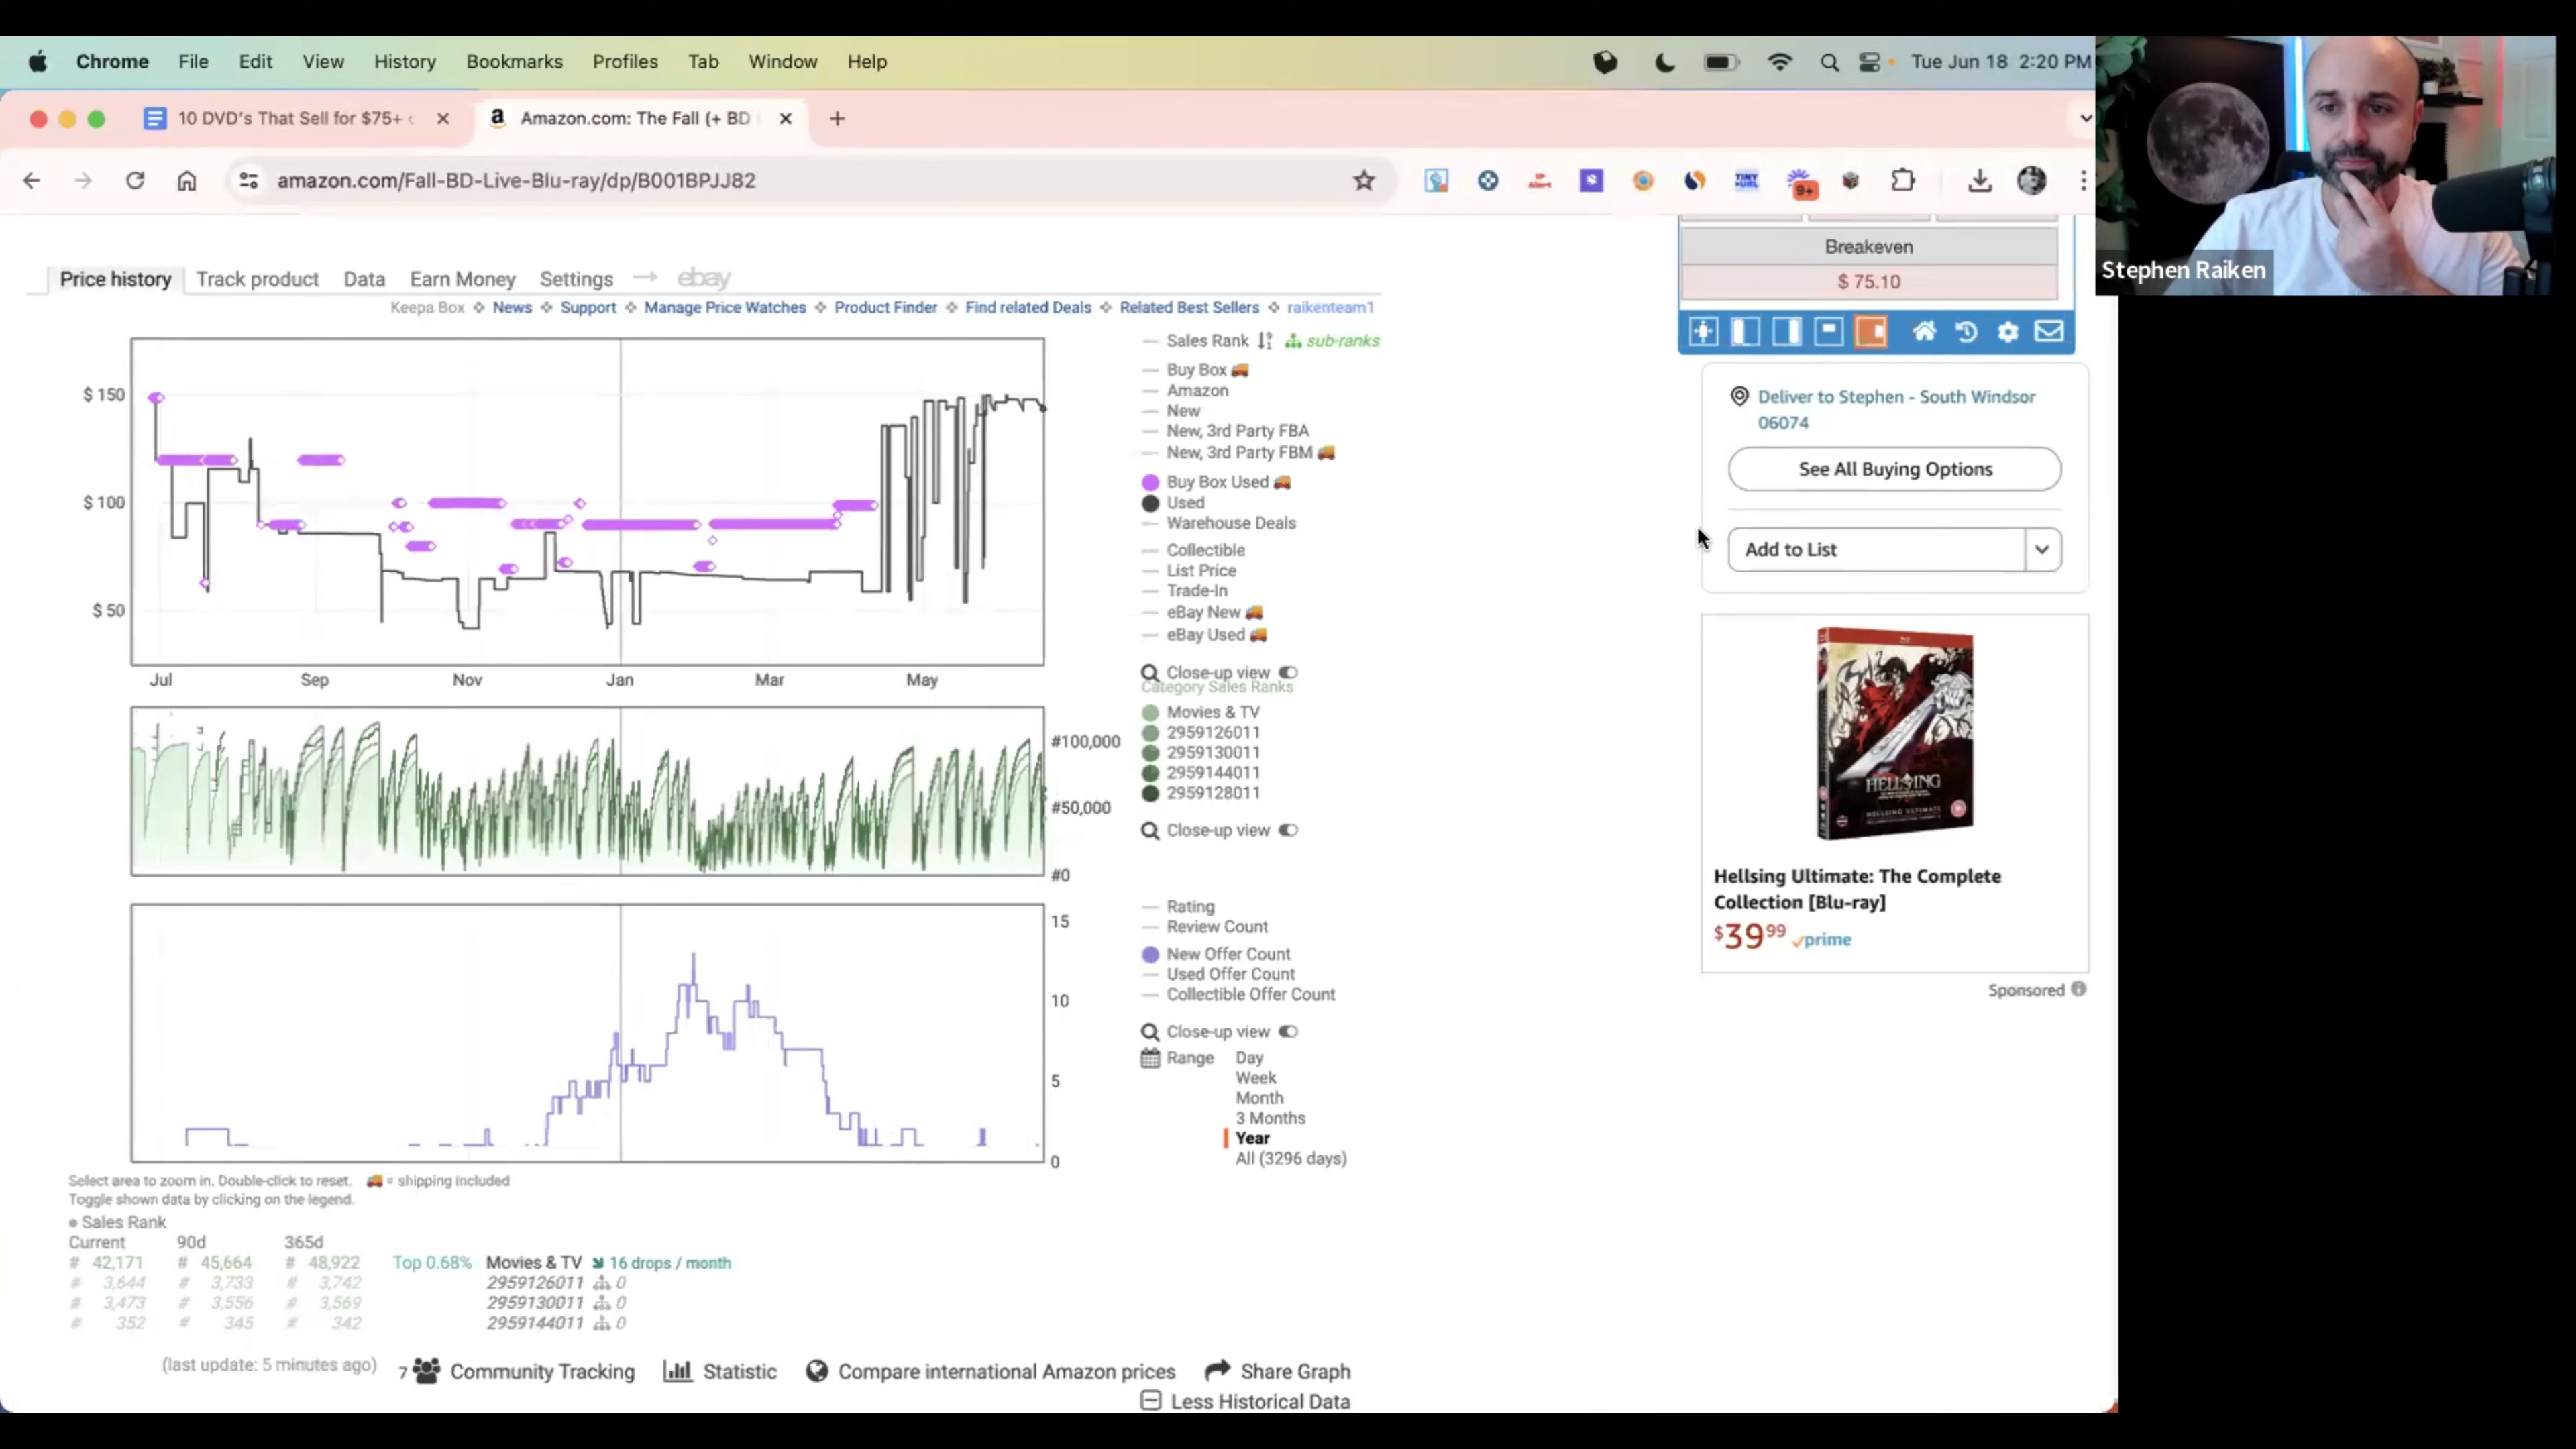 Chrome File Edit View History Bookmarks Profiles Tab Window Help
Tue Jun 18 2:20 PM
10 DVD's That Sell for $75+
Amazon.com: The Fall (+ BD
amazon.com/Fall-BD-Live-Blu-ray/dp/B001BPJJ82
TINY URL
9+
Stephen Raiken
Price history Track product Data Earn Money Settings → ebay
Keepa Box News Support Manage Price Watches Product Finder Find related Deals Related Best Sellers raikenteam1
$ 150
$ 100
$ 50
Jul Sep Nov Jan Mar May
Sales Rank sub-ranks
Buy Box
Amazon
New
New, 3rd Party FBA
New, 3rd Party FBM
Buy Box Used
Used
Warehouse Deals
Collectible
List Price
Trade-In
eBay New
eBay Used
Close-up view
Category Sales Ranks
#100,000
#50,000
#0
Movies & TV
2959126011
2959130011
2959144011
2959128011
Close-up view
15
10
5
0
Rating
Review Count
New Offer Count
Used Offer Count
Collectible Offer Count
Close-up view
Range Day
Week
Month
3 Months
Year
All (3296 days)
Select area to zoom in. Double-click to reset. = shipping included
Toggle shown data by clicking on the legend.
Sales Rank
Current 90d 365d
# 42,171 # 45,664 # 48,922 Top 0.68% Movies & TV 16 drops / month
# 3,644 # 3,733 # 3,742 2959126011 0
# 3,473 # 3,556 # 3,569 2959130011 0
# 352 # 345 # 342 2959144011 0
(last update: 5 minutes ago) 7 Community Tracking Statistic Compare international Amazon prices Share Graph
Less Historical Data
Breakeven
$ 75.10
Deliver to Stephen - South Windsor
06074
See All Buying Options
Add to List
HELLSING
HELLSING ULTIMATE
Hellsing Ultimate: The Complete
Collection [Blu-ray]
$39.99 prime
Sponsored